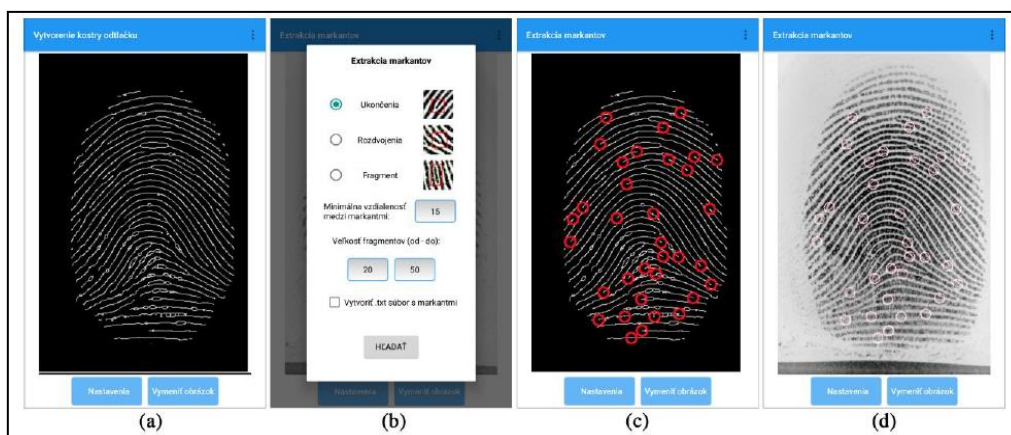 Vytvorenie kostry odtlačku
Nastavenia
Vymeniť obrázok
(a)
Extrakcia markantov
Extrakcia markantov
Ukončenia
Rozdvojenia
Fragment
Minimálna vzdialenosť
medzi markantmi:
15
Veľkosť fragmentov (od - do):
20
50
Vytvoriť .txt súbor s markantmi
HĽADAŤ
Nastavenia
Vymeniť obrázok
(b)
Extrakcia markantov
Nastavenia
Vymeniť obrázok
(c)
Extrakcia markantov
Nastavenia
Vymeniť obrázok
(d)